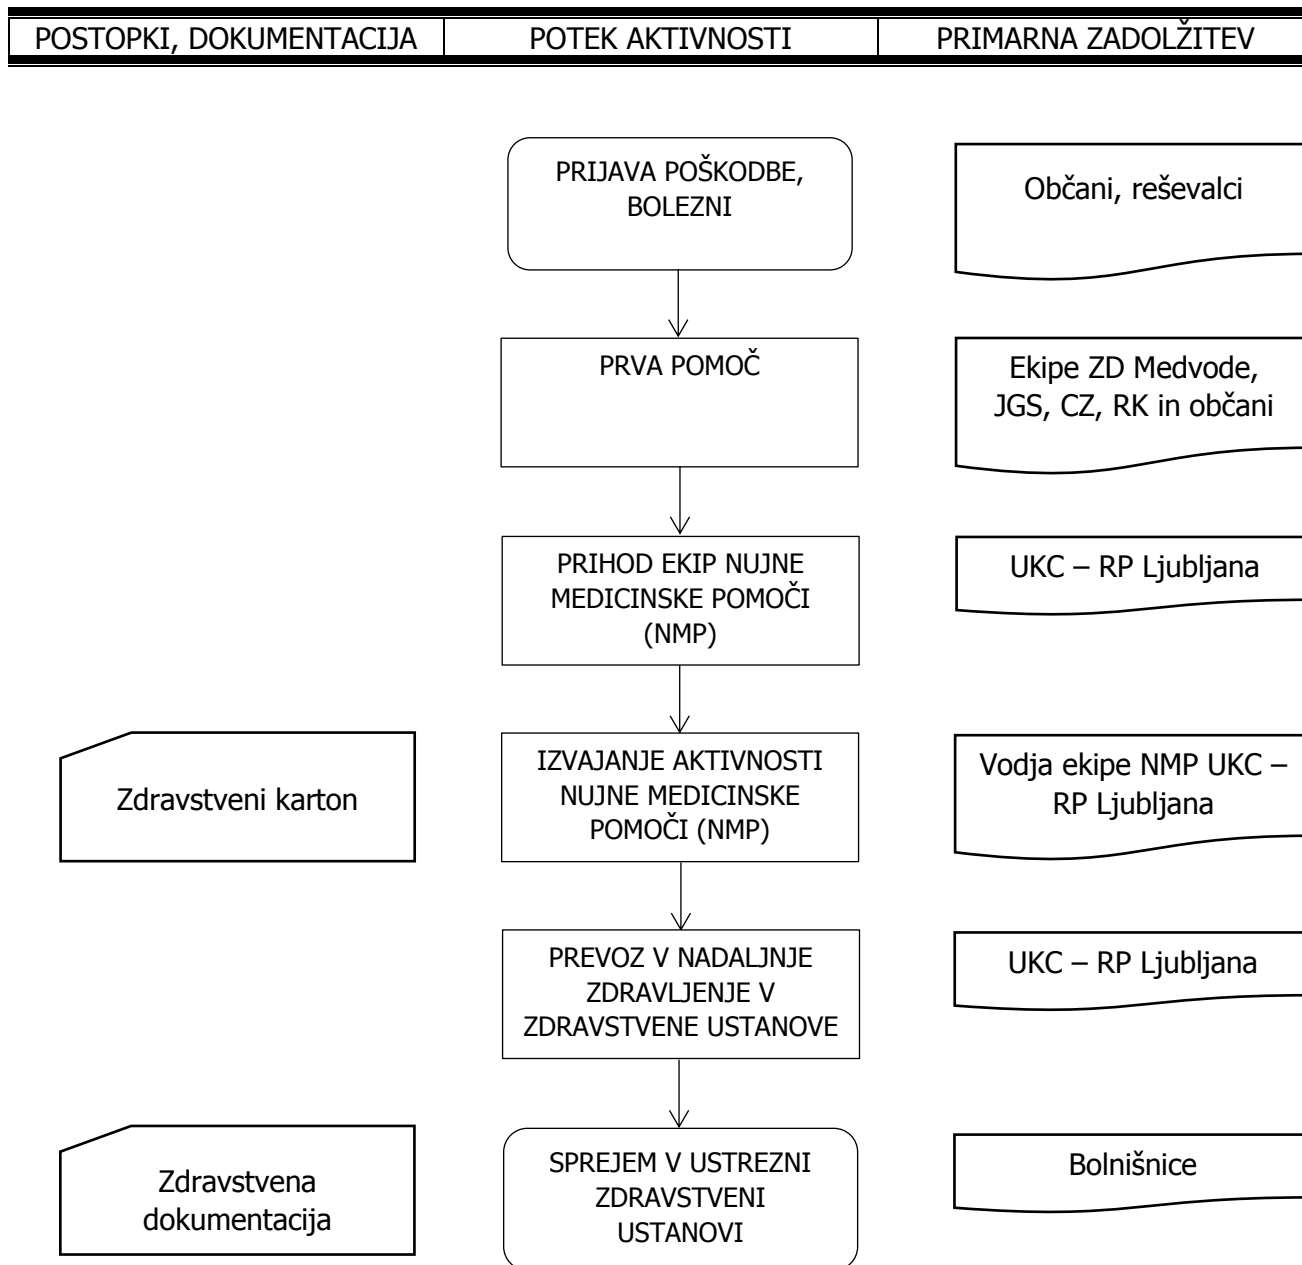 POSTOPKI, DOKUMENTACIJA
POTEK AKTIVNOSTI
PRIMARNA ZADOLŽITEV
PRIJAVA POŠKODBE,
BOLEZNI
Občani, reševalci
PRVA POMOČ
Ekipe ZD Medvode,
JGS, CZ, RK in občani
PRIHOD EKIP NUJNE
MEDICINSKE POMOČI
(NMP)
UKC – RP Ljubljana
Zdravstveni karton
IZVAJANJE AKTIVNOSTI
NUJNE MEDICINSKE
POMOČI (NMP)
Vodja ekipe NMP UKC –
RP Ljubljana
PREVOZ V NADALJNJE
ZDRAVLJENJE V
ZDRAVSTVENE USTANOVE
UKC – RP Ljubljana
Zdravstvena
dokumentacija
SPREJEM V USTREZNI
ZDRAVSTVENI
USTANOVI
Bolnišnice